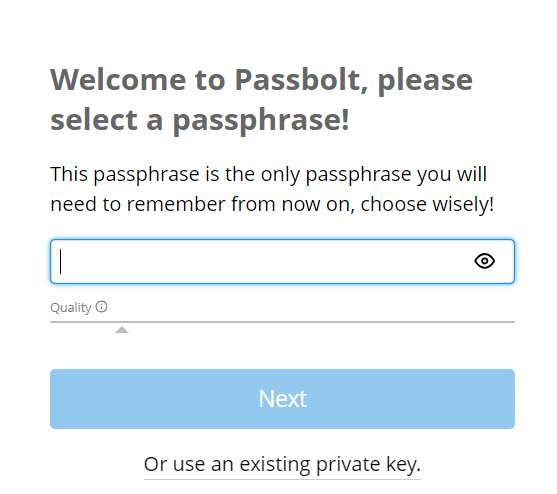 Welcome to Passbolt, please
select a passphrase!
This passphrase is the only passphrase you will
need to remember from now on, choose wisely!
Quality
Next
Or use an existing private key.